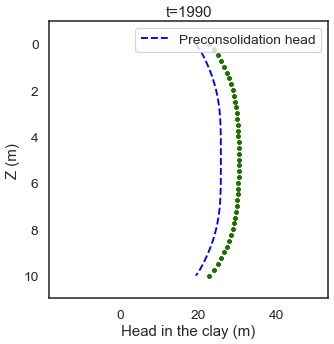 t=1990
Preconsolidation head
0
2
4
6
8
10
Z (m)
0 20 40
Head in the clay (m)